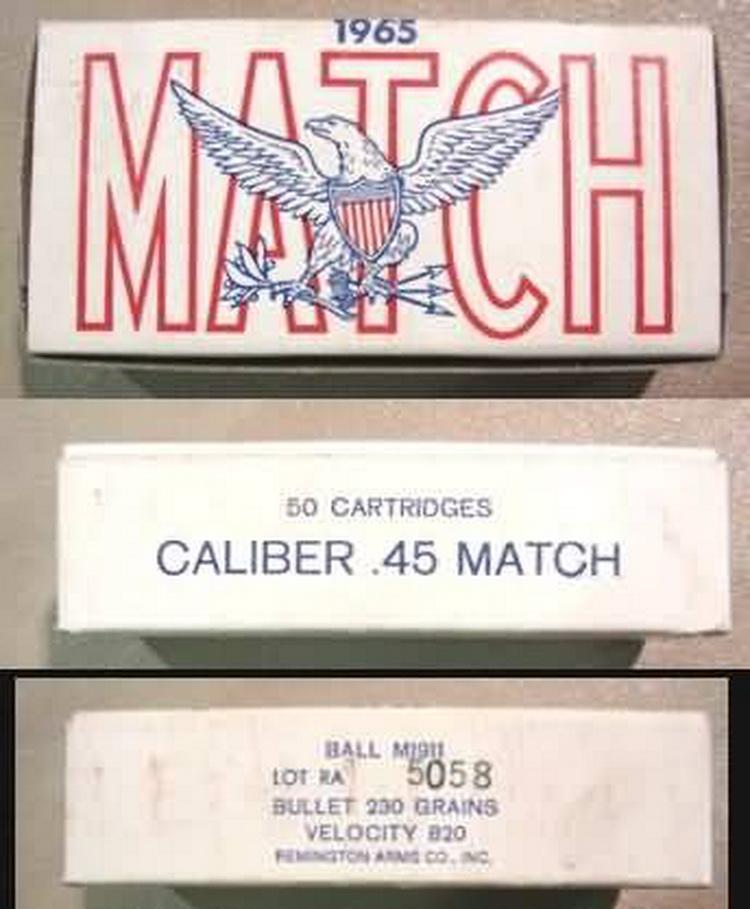 1965
MATCH
50 CARTRIDGES
CALIBER .45 MATCH
BALL M1911
LOT RA 5058
BULLET 230 GRAINS
VELOCITY 820
REMINGTON ARMS CO., INC.